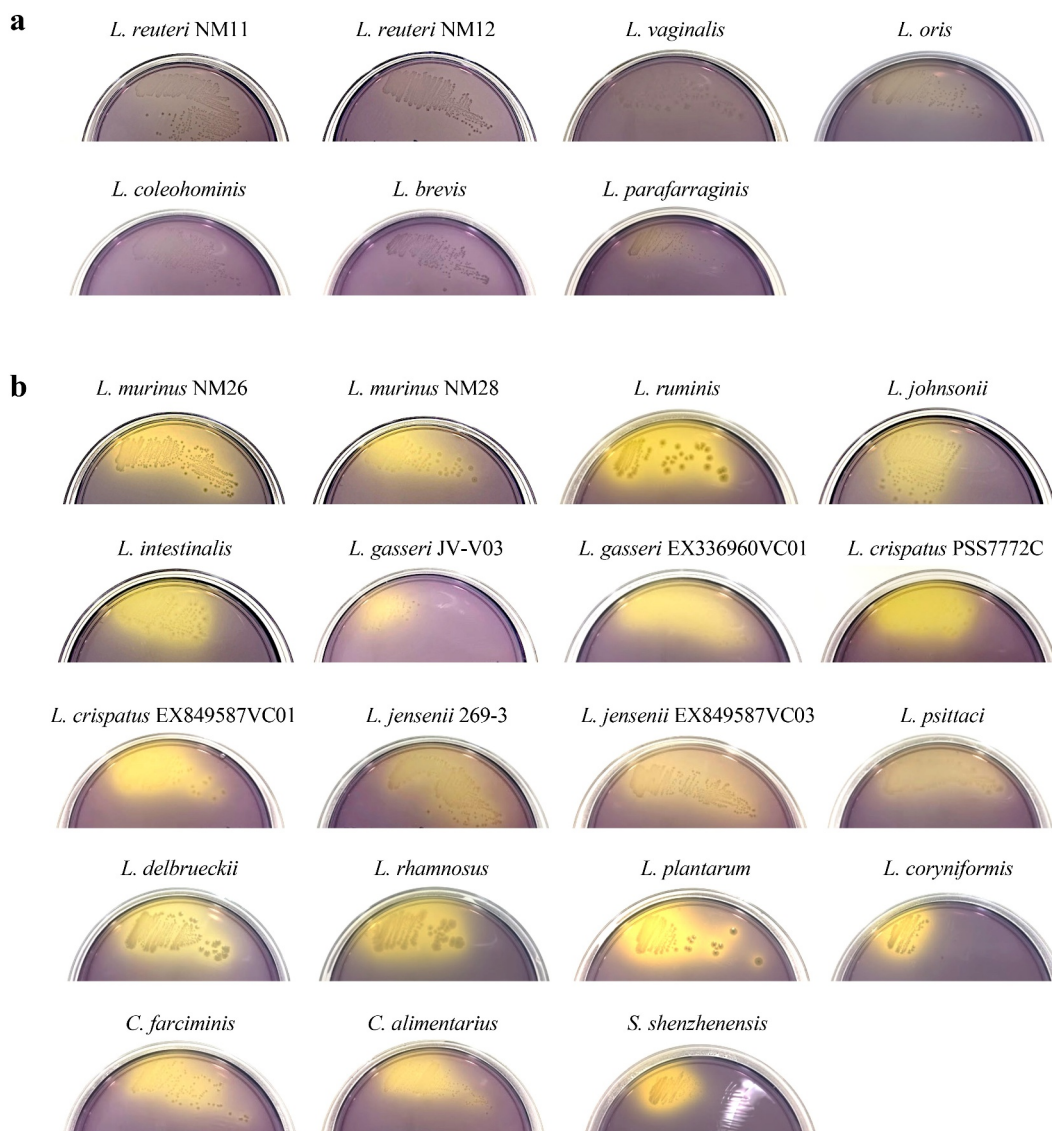 a
L. reuteri NM11 L. reuteri NM12 L. vaginalis L. oris
L. coleohominis L. brevis L. parafarraginis
b
L. murinus NM26 L. murinus NM28 L. ruminis L. johnsonii
L. intestinalis L. gasseri JV-V03 L. gasseri EX336960VC01 L. crispatus PSS7772C
L. crispatus EX849587VC01 L. jensenii 269-3 L. jensenii EX849587VC03 L. psittaci
L. delbrueckii L. rhamnosus L. plantarum L. coryniformis
C. farciminis C. alimentarius S. shenzhenensis